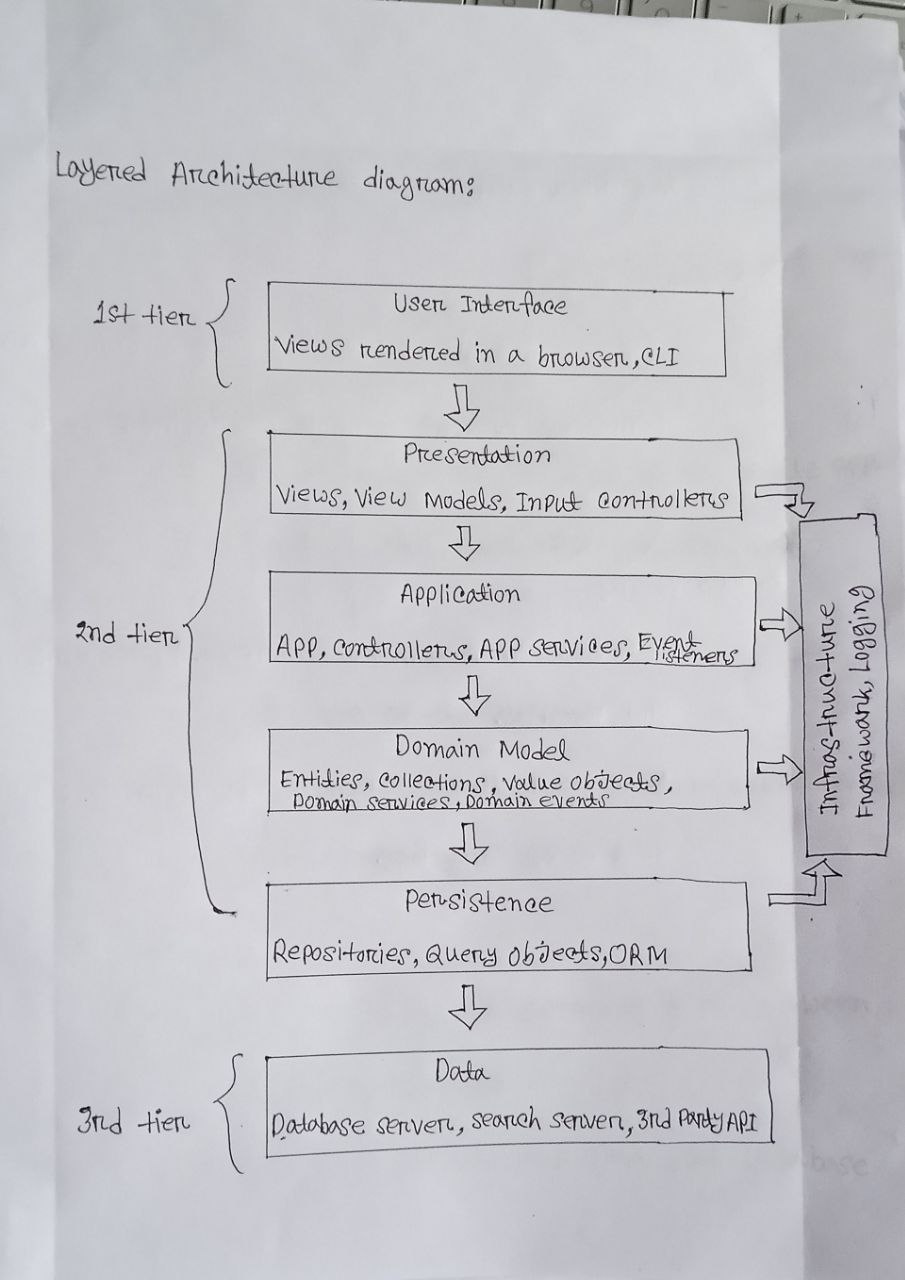 Layered Architecture diagram:
1st tier
User Interface
Views rendered in a browser, CLI
2nd tier
Presentation
Views, View Models, Input controllers
Application
APP, controllers, APP services, Event
listeners
Domain Model
Entities, collections, value objects,
Domain services, Domain events
Persistence
Repositories, Query objects, ORM
Infrastructure
Framework, Logging
3rd tier
Data
Database server, search server, 3rd Party API